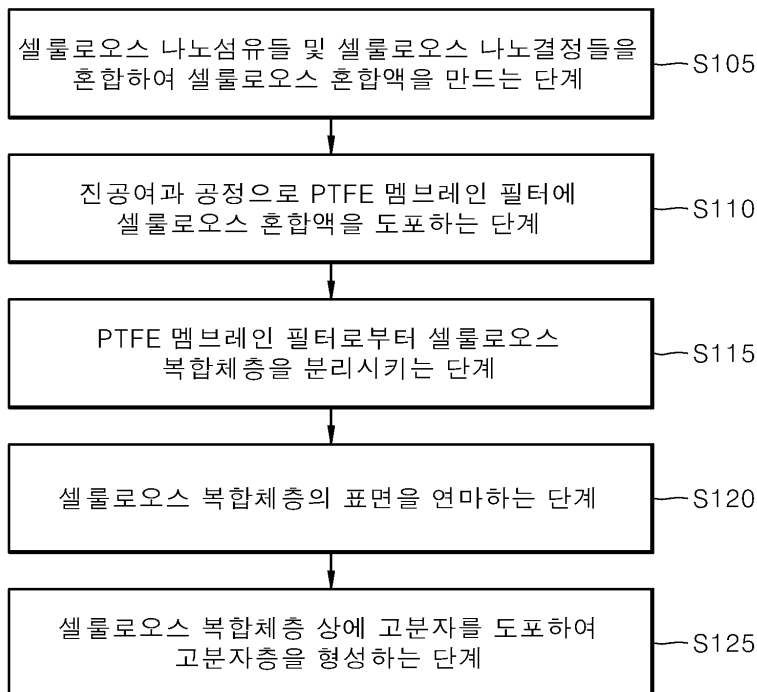 셀룰로오스 나노섬유들 및 셀룰로오스 나노결정들을
혼합하여 셀룰로오스 혼합액을 만드는 단계
S105
진공여과 공정으로 PTFE 멤브레인 필터에
셀룰로오스 혼합액을 도포하는 단계
S110
PTFE 멤브레인 필터로부터 셀룰로오스
복합체층을 분리시키는 단계
S115
셀룰로오스 복합체층의 표면을 연마하는 단계
S120
셀룰로오스 복합체층 상에 고분자를 도포하여
고분자층을 형성하는 단계
S125